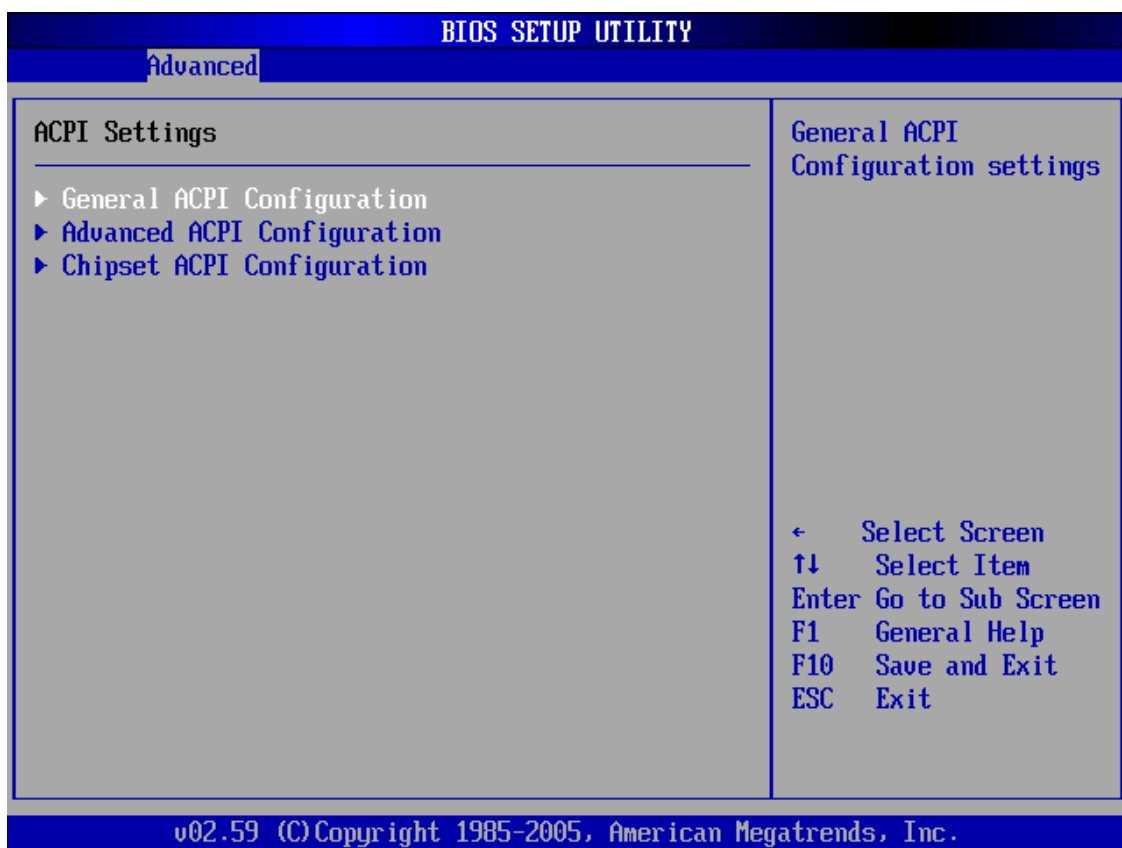 BIOS SETUP UTILITY
Advanced
ACPI Settings
▶ General ACPI Configuration
▶ Advanced ACPI Configuration
▶ Chipset ACPI Configuration
General ACPI
Configuration settings
← Select Screen
↑↓ Select Item
Enter Go to Sub Screen
F1 General Help
F10 Save and Exit
ESC Exit
v02.59 (C)Copyright 1985-2005, American Megatrends, Inc.